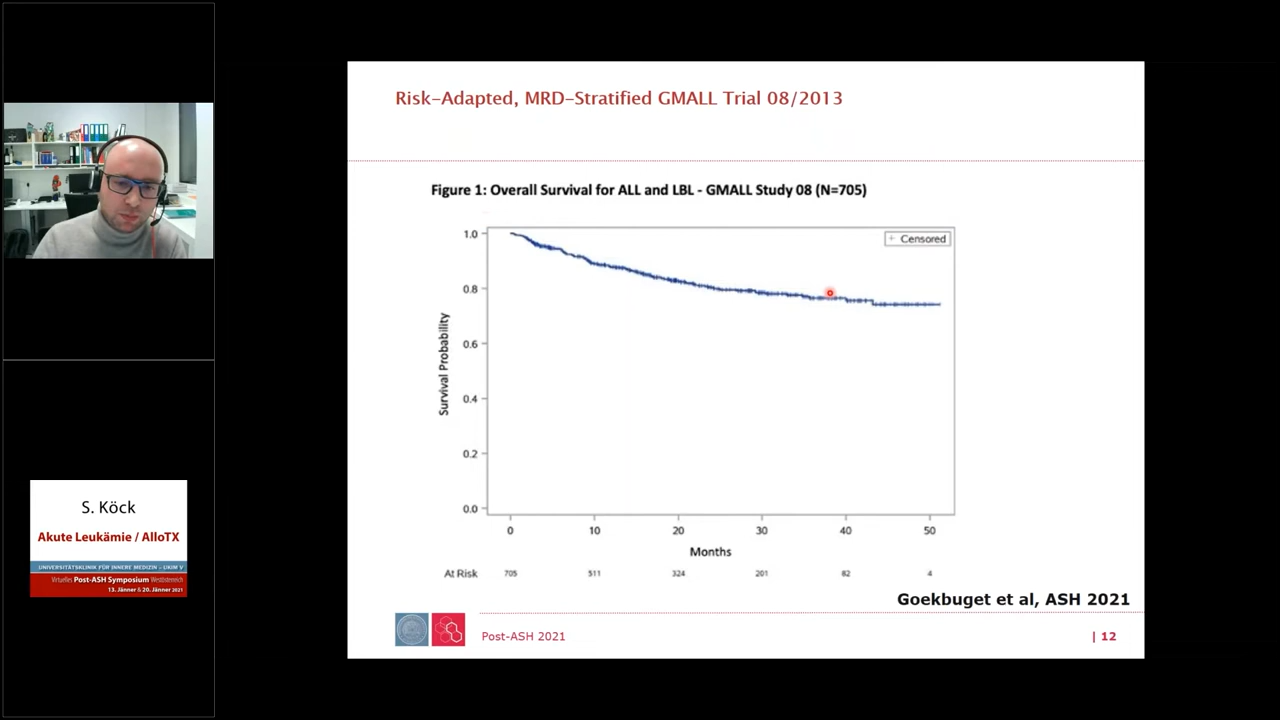 Risk-Adapted, MRD-Stratified GMALL Trial 08/2013
Figure 1: Overall Survival for ALL and LBL - GMALL Study 08 (N=705)
+ Censored
1.0
0.8
0.6
0.4
0.2
0.0
Survival Probability
0 10 20 30 40 50
Months
At Risk 705 511 324 201 82 4
Goekbuget et al, ASH 2021
Post-ASH 2021
| 12
S. Köck
Akute Leukämie / AlloTX
UNIVERSITÄTSKLINIK FÜR INNERE MEDIZIN – UKIM V
Virtuelles Post-ASH Symposium Westösterreich
13. Jänner & 20. Jänner 2021